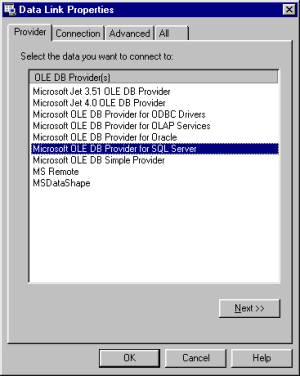 Data Link Properties
Provider Connection Advanced All
Select the data you want to connect to:
OLE DB Provider(s)
Microsoft Jet 3.51 OLE DB Provider
Microsoft Jet 4.0 OLE DB Provider
Microsoft OLE DB Provider for ODBC Drivers
Microsoft OLE DB Provider for OLAP Services
Microsoft OLE DB Provider for Oracle
Microsoft OLE DB Provider for SQL Server
Microsoft OLE DB Simple Provider
MS Remote
MSDataShape
Next >>
OK Cancel Help